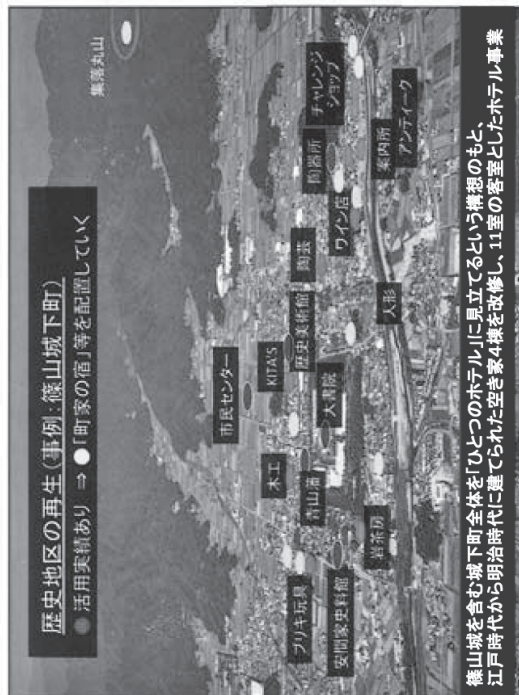 歴史地区の再生(事例:篠山城下町)
● 活用実績あり ⇒ ●「町家の宿」等を配置していく
集落丸山
市民センター
KITA'S
歴史美術館
陶芸
陶器所
チャレンジ
ショップ
木工
青山藩
大書院
ワイン店
案内所
アンティーク
ブリキ玩具
安間家史料館
岩茶房
人形
篠山城を含む城下町全体を「ひとつのホテル」に見立てるという構想のもと、
江戸時代から明治時代に建てられた空き家4棟を改修し、11室の客室としたホテル事業